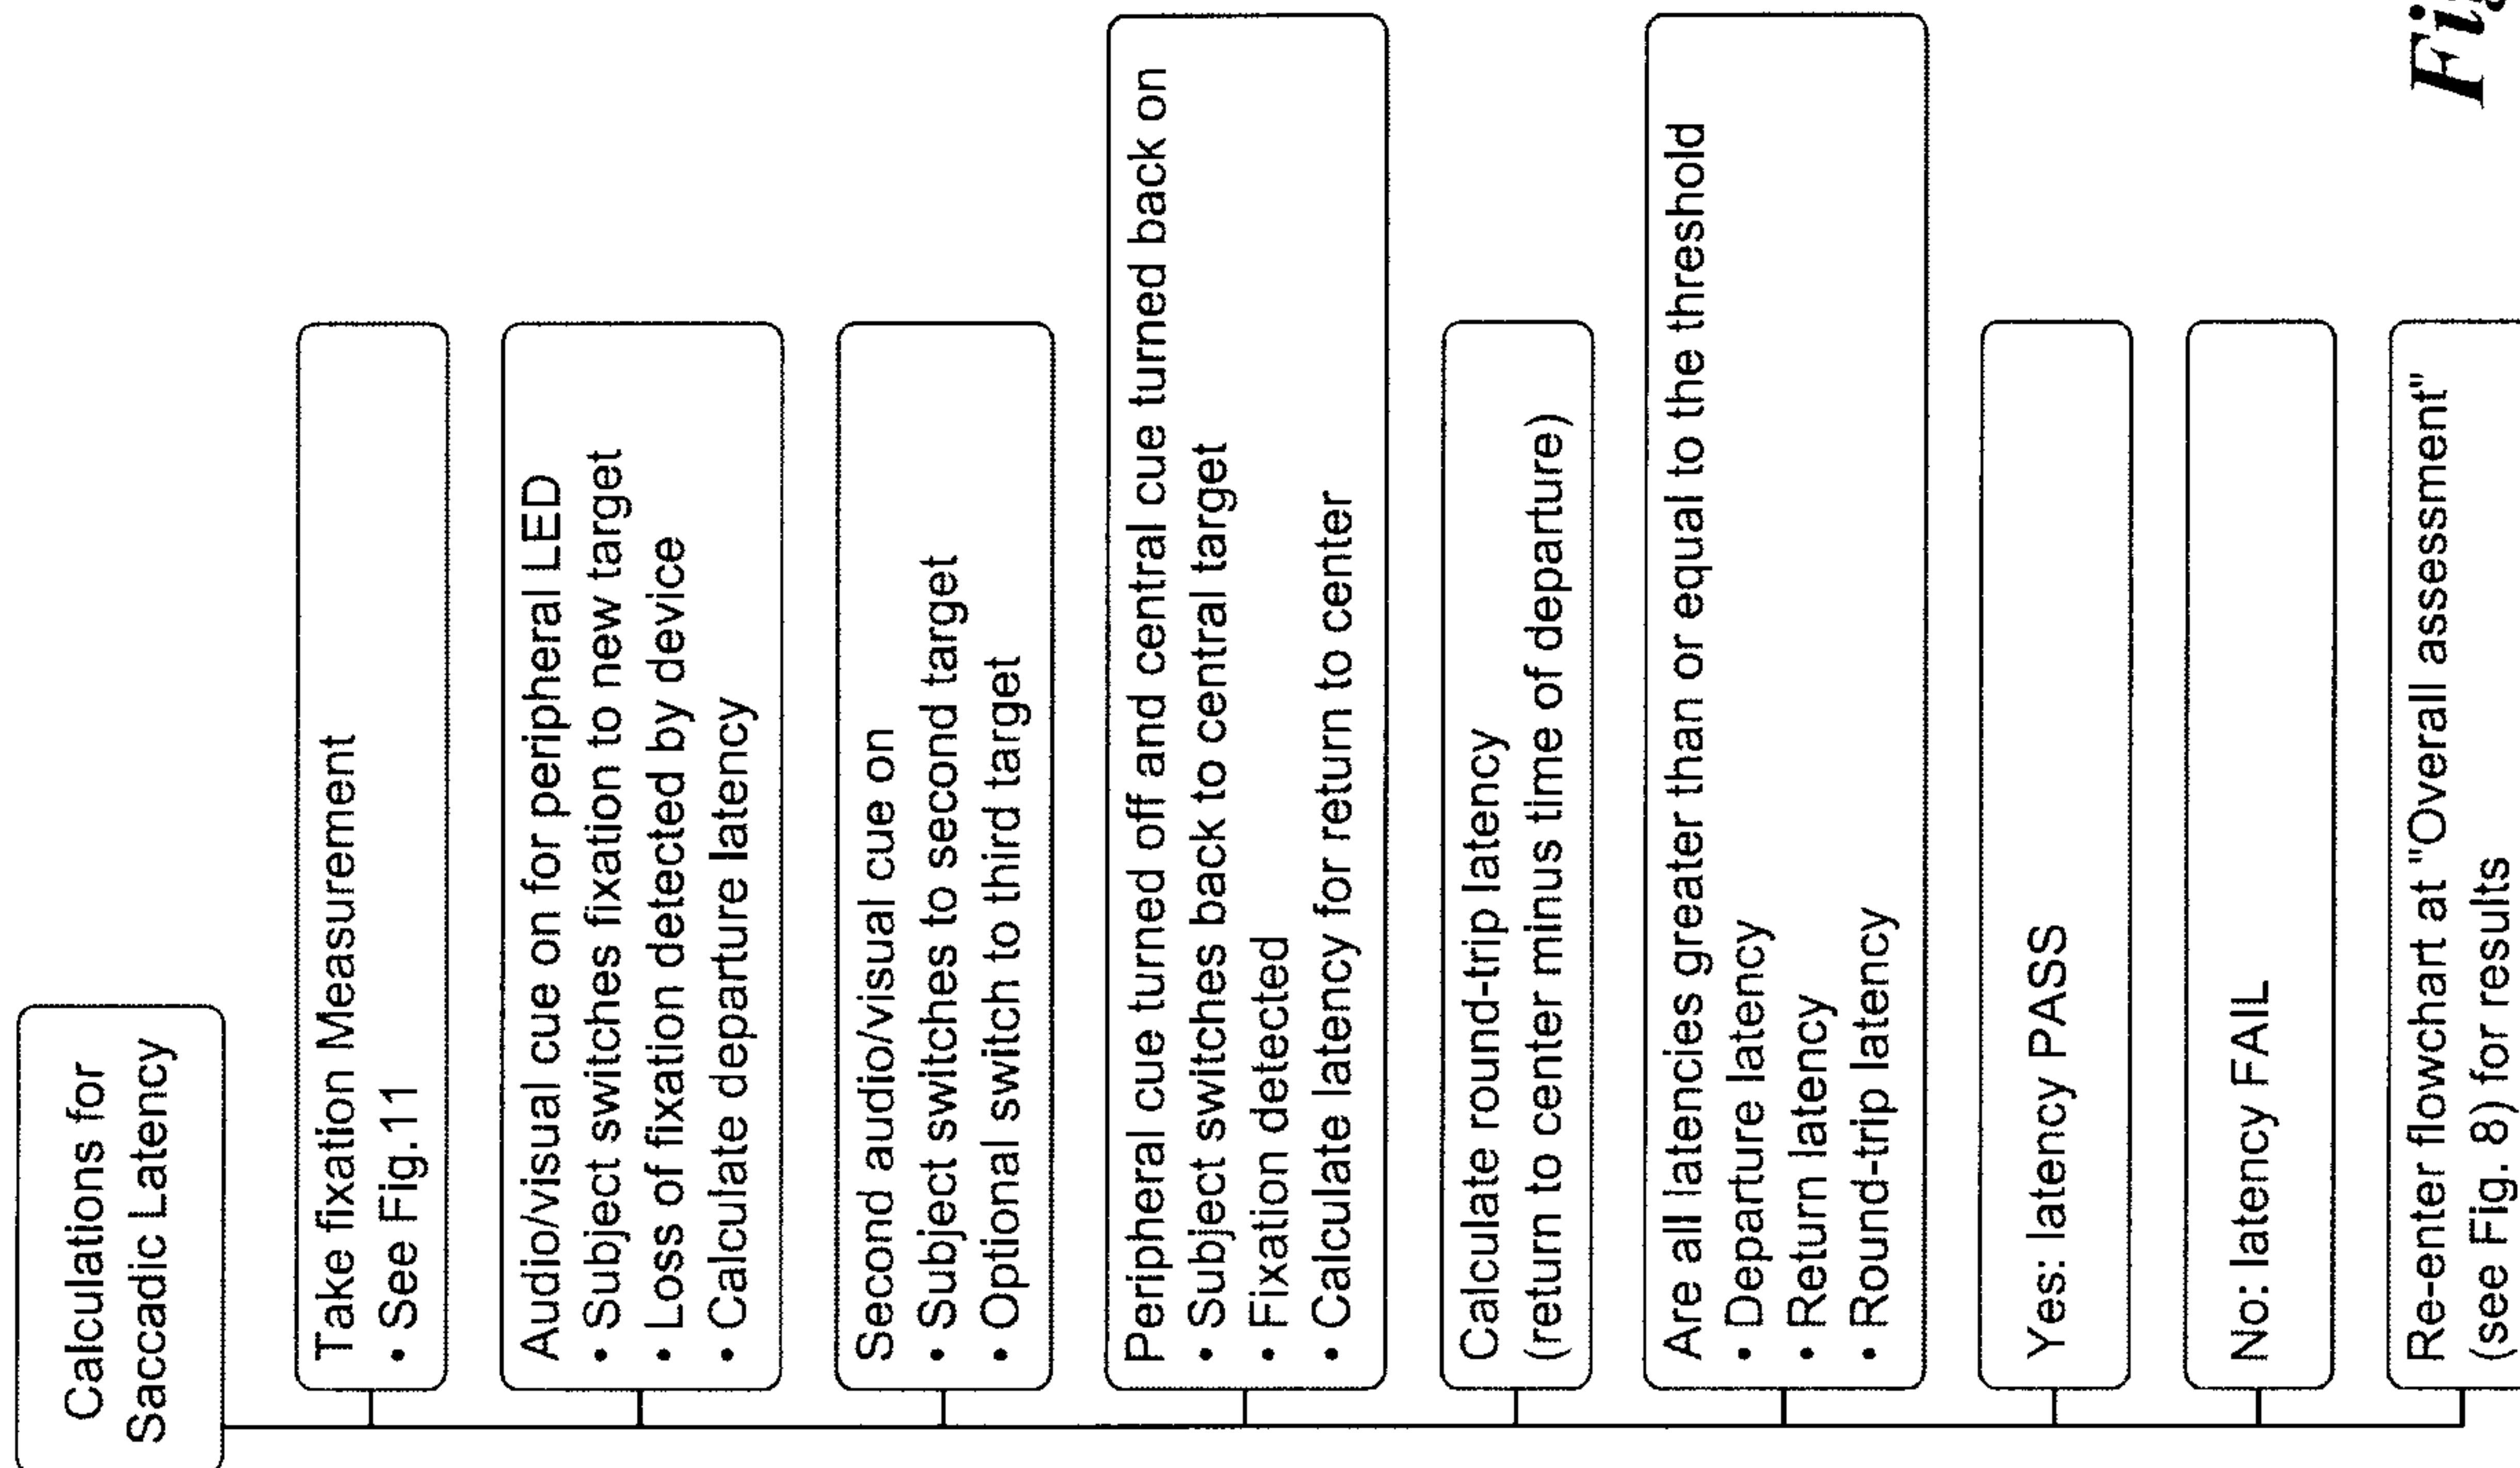 Calculations for
Saccadic Latency
Take fixation Measurement
• See Fig.11
Audio/visual cue on for peripheral LED
• Subject switches fixation to new target
• Loss of fixation detected by device
• Calculate departure latency
Second audio/visual cue on
• Subject switches to second target
• Optional switch to third target
Peripheral cue turned off and central cue turned back on
• Subject switches back to central target
• Fixation detected
• Calculate latency for return to center
Calculate round-trip latency
(return to center minus time of departure)
Are all latencies greater than or equal to the threshold
• Departure latency
• Return latency
• Round-trip latency
Yes: latency PASS
No: latency FAIL
Re-enter flowchart at "Overall assessment"
(see Fig. 8) for results